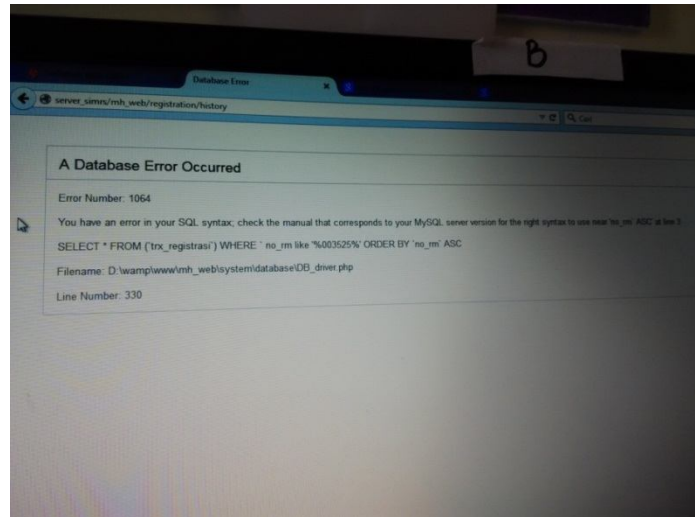 B
Database Error
server_simrs/mh_web/registration/history
Cari
A Database Error Occurred
Error Number: 1064
You have an error in your SQL syntax; check the manual that corresponds to your MySQL server version for the right syntax to use near 'no_rm` ASC' at line 3
SELECT * FROM (`trx_registrasi`) WHERE ` no_rm like '%003525%' ORDER BY `no_rm` ASC
Filename: D:\wamp\www\mh_web\system\database\DB_driver.php
Line Number: 330